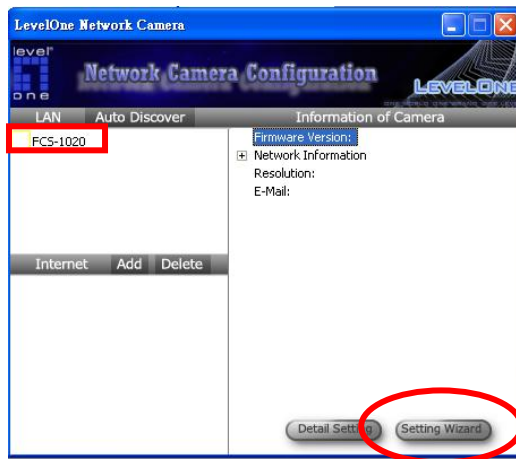 LevelOne Network Camera
level
one
Network Camera Configuration
LEVELONE
LAN Auto Discover
Information of Camera
FCS-1020
Firmware Version:
Network Information
Resolution:
E-Mail:
Internet Add Delete
Detail Setting
Setting Wizard